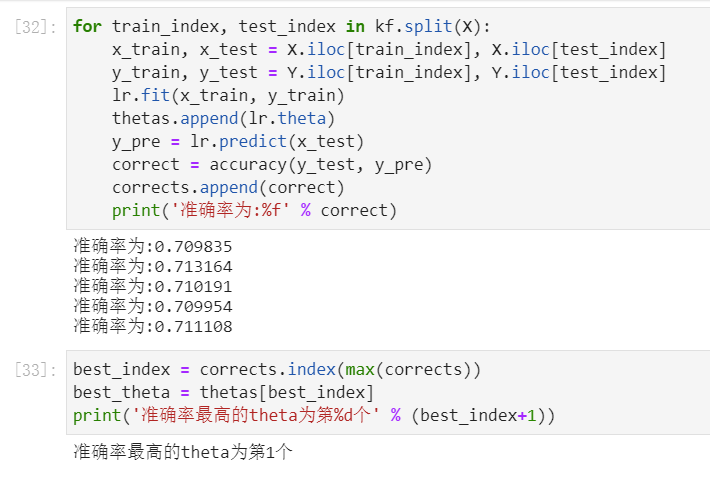 [32]: for train_index, test_index in kf.split(X):
x_train, x_test = X.iloc[train_index], X.iloc[test_index]
y_train, y_test = Y.iloc[train_index], Y.iloc[test_index]
lr.fit(x_train, y_train)
thetas.append(lr.theta)
y_pre = lr.predict(x_test)
correct = accuracy(y_test, y_pre)
corrects.append(correct)
print('准确率为:%f' % correct)
准确率为:0.709835
准确率为:0.713164
准确率为:0.710191
准确率为:0.709954
准确率为:0.711108
[33]: best_index = corrects.index(max(corrects))
best_theta = thetas[best_index]
print('准确率最高的theta为第%d个' % (best_index+1))
准确率最高的theta为第1个